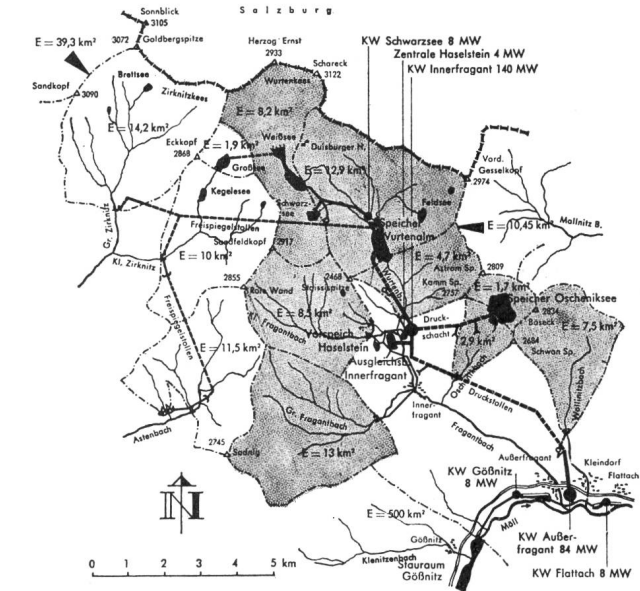 Salzburg
Sonnblick
3105
3072
Goldbergspitze
E = 39,3 km²
Herzog Ernst
2933
Schareck
3122
KW Schwarzsee 8 MW
Zentrale Haselstein 4 MW
KW Innerfragant 140 MW
Sandkopf
3090
Brettsee
Zirknitzkees
Wurtenkees
E = 8,2 km²
E = 14,2 km²
Eckkopf
2868
E = 1,9 km²
Weißsee
Duisburger H.
Großsee
E = 12,9 km²
Kegelesee
Schwarzsee
Feldsee
Vord. Gesselkopf
2974
Mallnitz B.
Gr. Zirknitz
Kl. Zirknitz
Freispiegelstollen
Sandfeldkopf
2917
Speicher
Wurtenalm
E = 10,45 km²
E = 10 km²
E = 4,7 km²
2468
Aztram Sp.
2809
Kamm Sp.
2757
E = 1,7 km²
Speicher Oscheniksee
2855
Rote Wand
E = 8,5 km²
Wurtenbach
Druckschacht
2834
Böseck
E = 7,5 km²
Freispiegelstollen
Kl. Fragantbach
Vorspeich.
Haselstein
Ausgleichsb.
Innerfragant
2,9 km²
2684
Schwan Sp.
E = 11,5 km²
Oschenikbach
Druckstollen
Wöllinitzbach
Gr. Fragantbach
Innerfragant
Fragantbach
Astenbach
2745
Sadnig
E = 13 km²
Außerfragant
Kleindorf
Flattach
KW Gößnitz
8 MW
E = 500 km²
Gößnitz
Möll
Klenitzenbach
Stauraum
Gößnitz
KW Außerfragant 84 MW
KW Flattach 8 MW
N
0 1 2 3 4 5 km